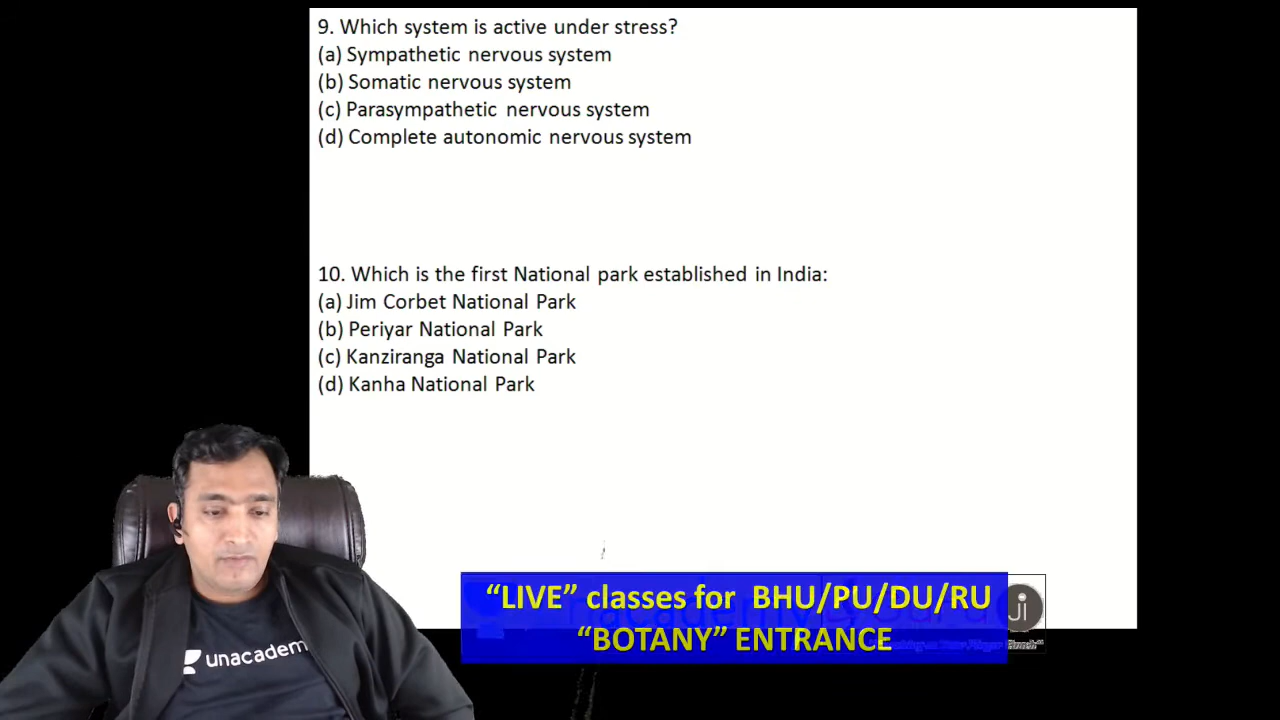 9. Which system is active under stress?
(a) Sympathetic nervous system
(b) Somatic nervous system
(c) Parasympathetic nervous system
(d) Complete autonomic nervous system
10. Which is the first National park established in India:
(a) Jim Corbet National Park
(b) Periyar National Park
(c) Kanziranga National Park
(d) Kanha National Park
“LIVE” classes for BHU/PU/DU/RU
“BOTANY” ENTRANCE
Ji
unacadem